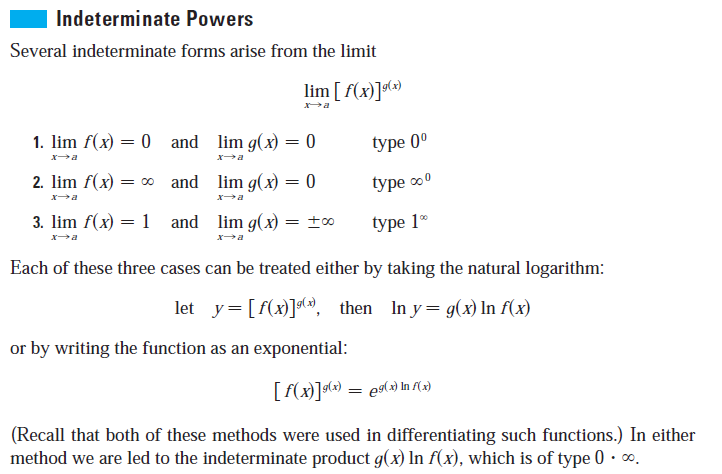 Indeterminate Powers
Several indeterminate forms arise from the limit
lim [ f(x)]^{g(x)}
x→a
1. lim f(x) = 0 and lim g(x) = 0 type 0⁰
x→a x→a
2. lim f(x) = ∞ and lim g(x) = 0 type ∞⁰
x→a x→a
3. lim f(x) = 1 and lim g(x) = ±∞ type 1^∞
x→a x→a
Each of these three cases can be treated either by taking the natural logarithm:
let y = [ f(x)]^{g(x)}, then ln y = g(x) ln f(x)
or by writing the function as an exponential:
[ f(x)]^{g(x)} = e^{g(x) ln f(x)}
(Recall that both of these methods were used in differentiating such functions.) In either
method we are led to the indeterminate product g(x) ln f(x), which is of type 0 · ∞.